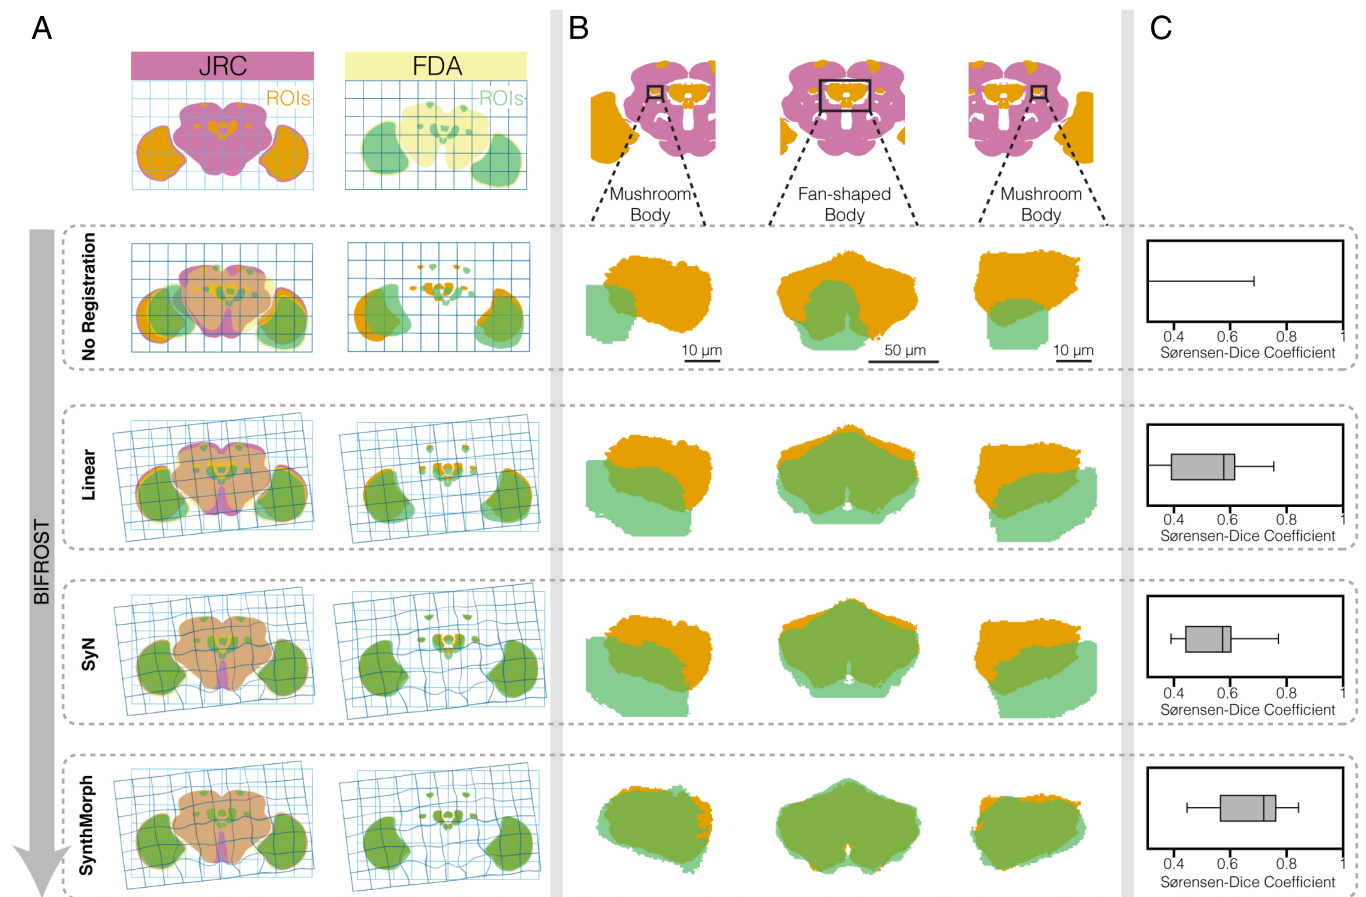 A
B
C
JRC
FDA
ROIs
ROIs
Mushroom
Body
Fan-shaped
Body
Mushroom
Body
BIFROST
No Registration
10 µm
50 µm
10 µm
0.4 0.6 0.8 1
Sørensen-Dice Coefficient
Linear
0.4 0.6 0.8 1
Sørensen-Dice Coefficient
SyN
0.4 0.6 0.8 1
Sørensen-Dice Coefficient
SynthMorph
0.4 0.6 0.8 1
Sørensen-Dice Coefficient